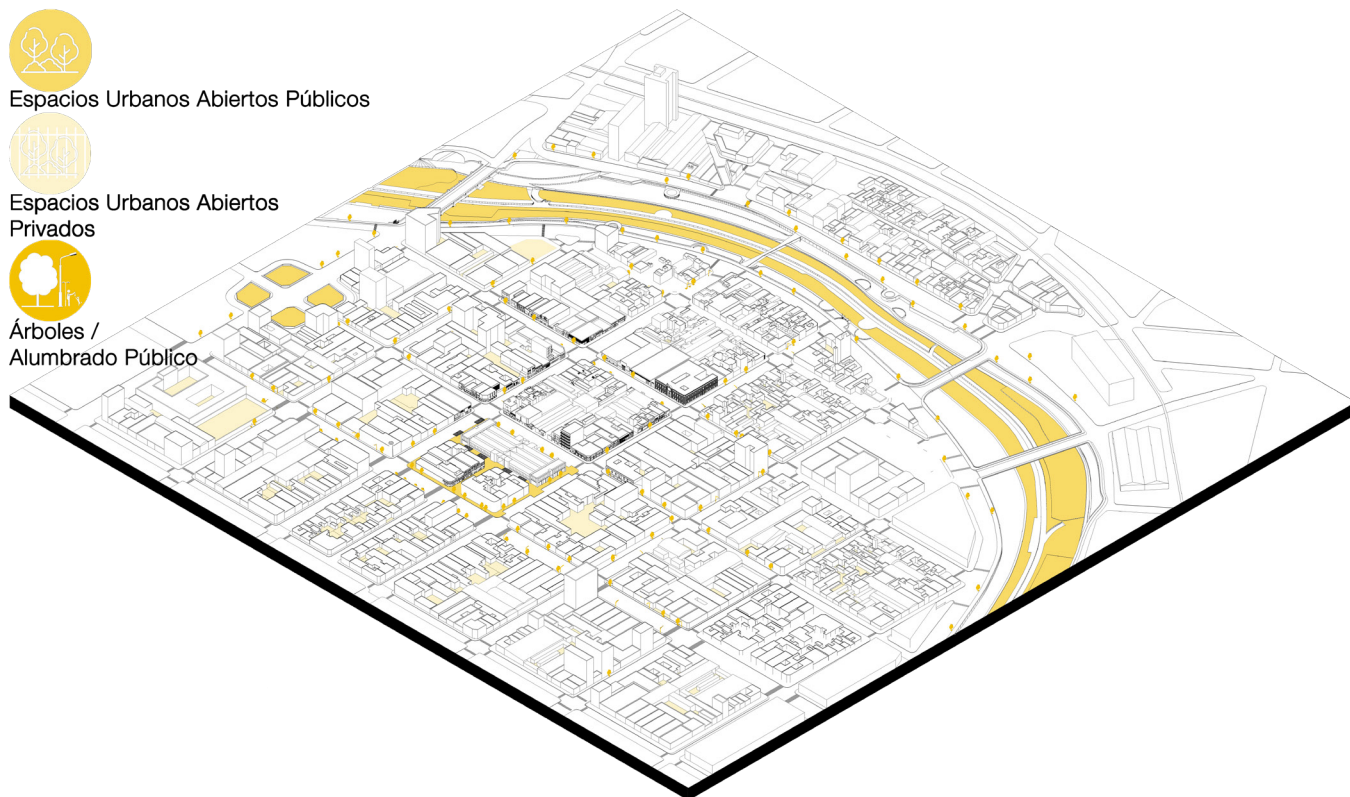 Espacios Urbanos Abiertos Públicos
Espacios Urbanos Abiertos
Privados
Árboles /
Alumbrado Público